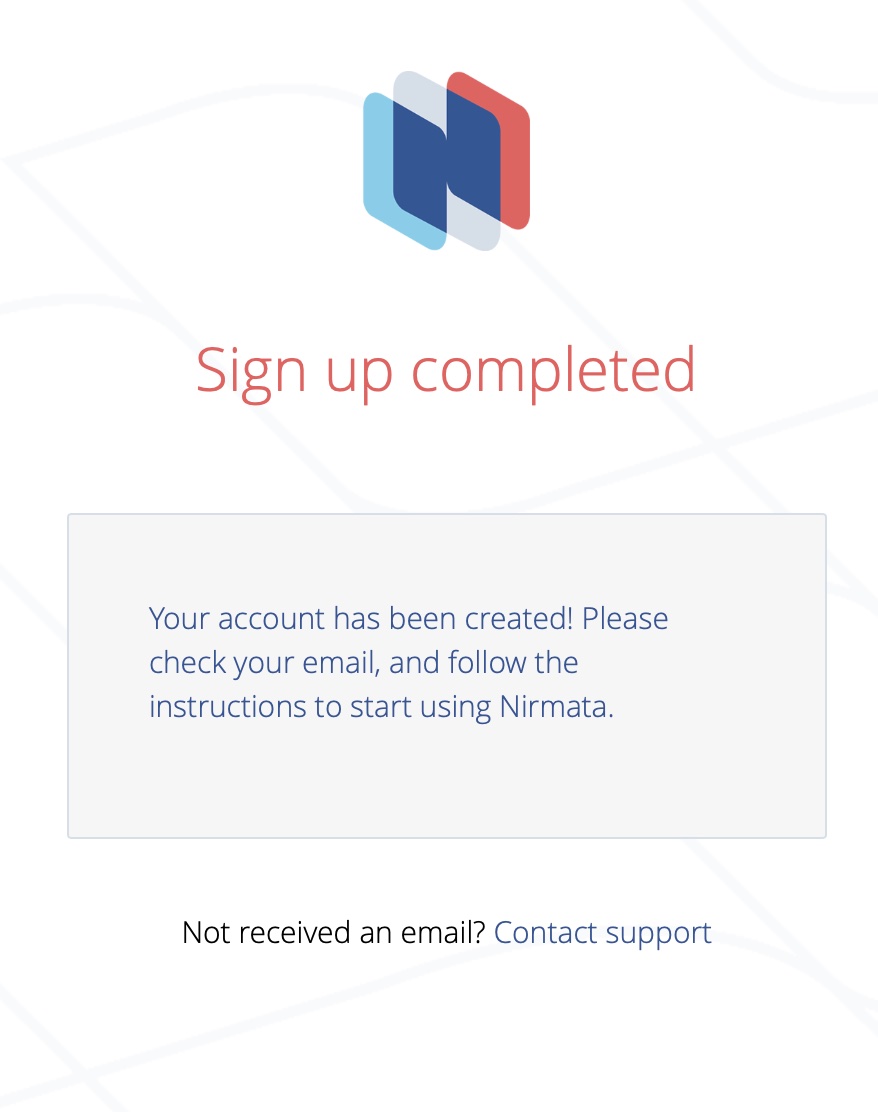 Sign up completed
Your account has been created! Please
check your email, and follow the
instructions to start using Nirmata.
Not received an email? Contact support